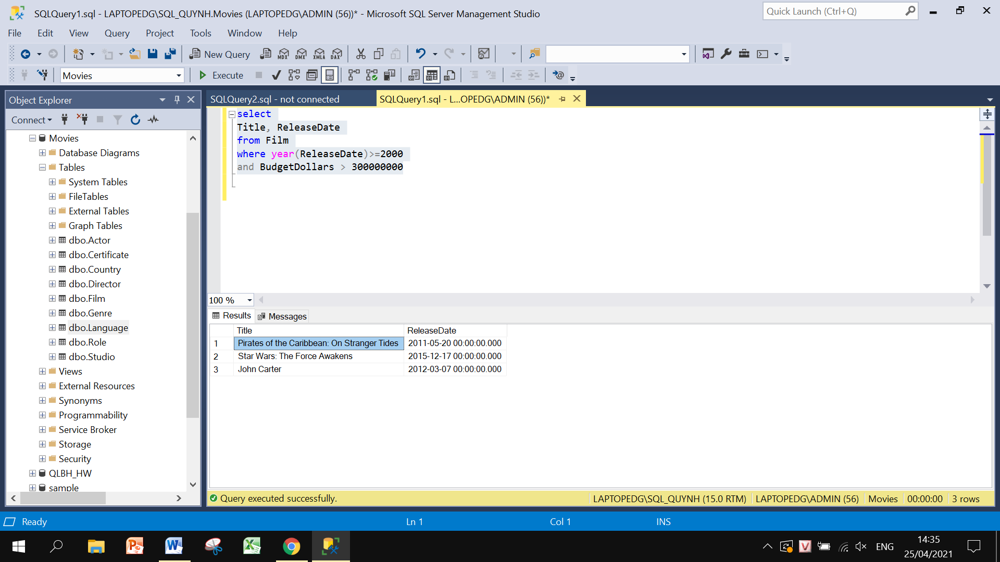 SQLQuery1.sql - LAPTOPEDG\SQL_QUYNH.Movies (LAPTOPEDG\ADMIN (56))* - Microsoft SQL Server Management Studio
Quick Launch (Ctrl+Q)
File Edit View Query Project Tools Window Help
New Query MDX DMX XMLA DAX
Movies Execute
Object Explorer
SQLQuery2.sql - not connected
SQLQuery1.sql - L...OPEDG\ADMIN (56))*
Connect
Movies
Database Diagrams
Tables
System Tables
FileTables
External Tables
Graph Tables
dbo.Actor
dbo.Certificate
dbo.Country
dbo.Director
dbo.Film
dbo.Genre
dbo.Language
dbo.Role
dbo.Studio
Views
External Resources
Synonyms
Programmability
Service Broker
Storage
Security
QLBH_HW
sample
select
Title, ReleaseDate
from Film
where year(ReleaseDate)>=2000
and BudgetDollars > 300000000
100 %
Results Messages
Title ReleaseDate
1 Pirates of the Caribbean: On Stranger Tides 2011-05-20 00:00:00.000
2 Star Wars: The Force Awakens 2015-12-17 00:00:00.000
3 John Carter 2012-03-07 00:00:00.000
Query executed successfully.
LAPTOPEDG\SQL_QUYNH (15.0 RTM) LAPTOPEDG\ADMIN (56) Movies 00:00:00 3 rows
Ready Ln 1 Col 1 INS
ENG
14:35
25/04/2021